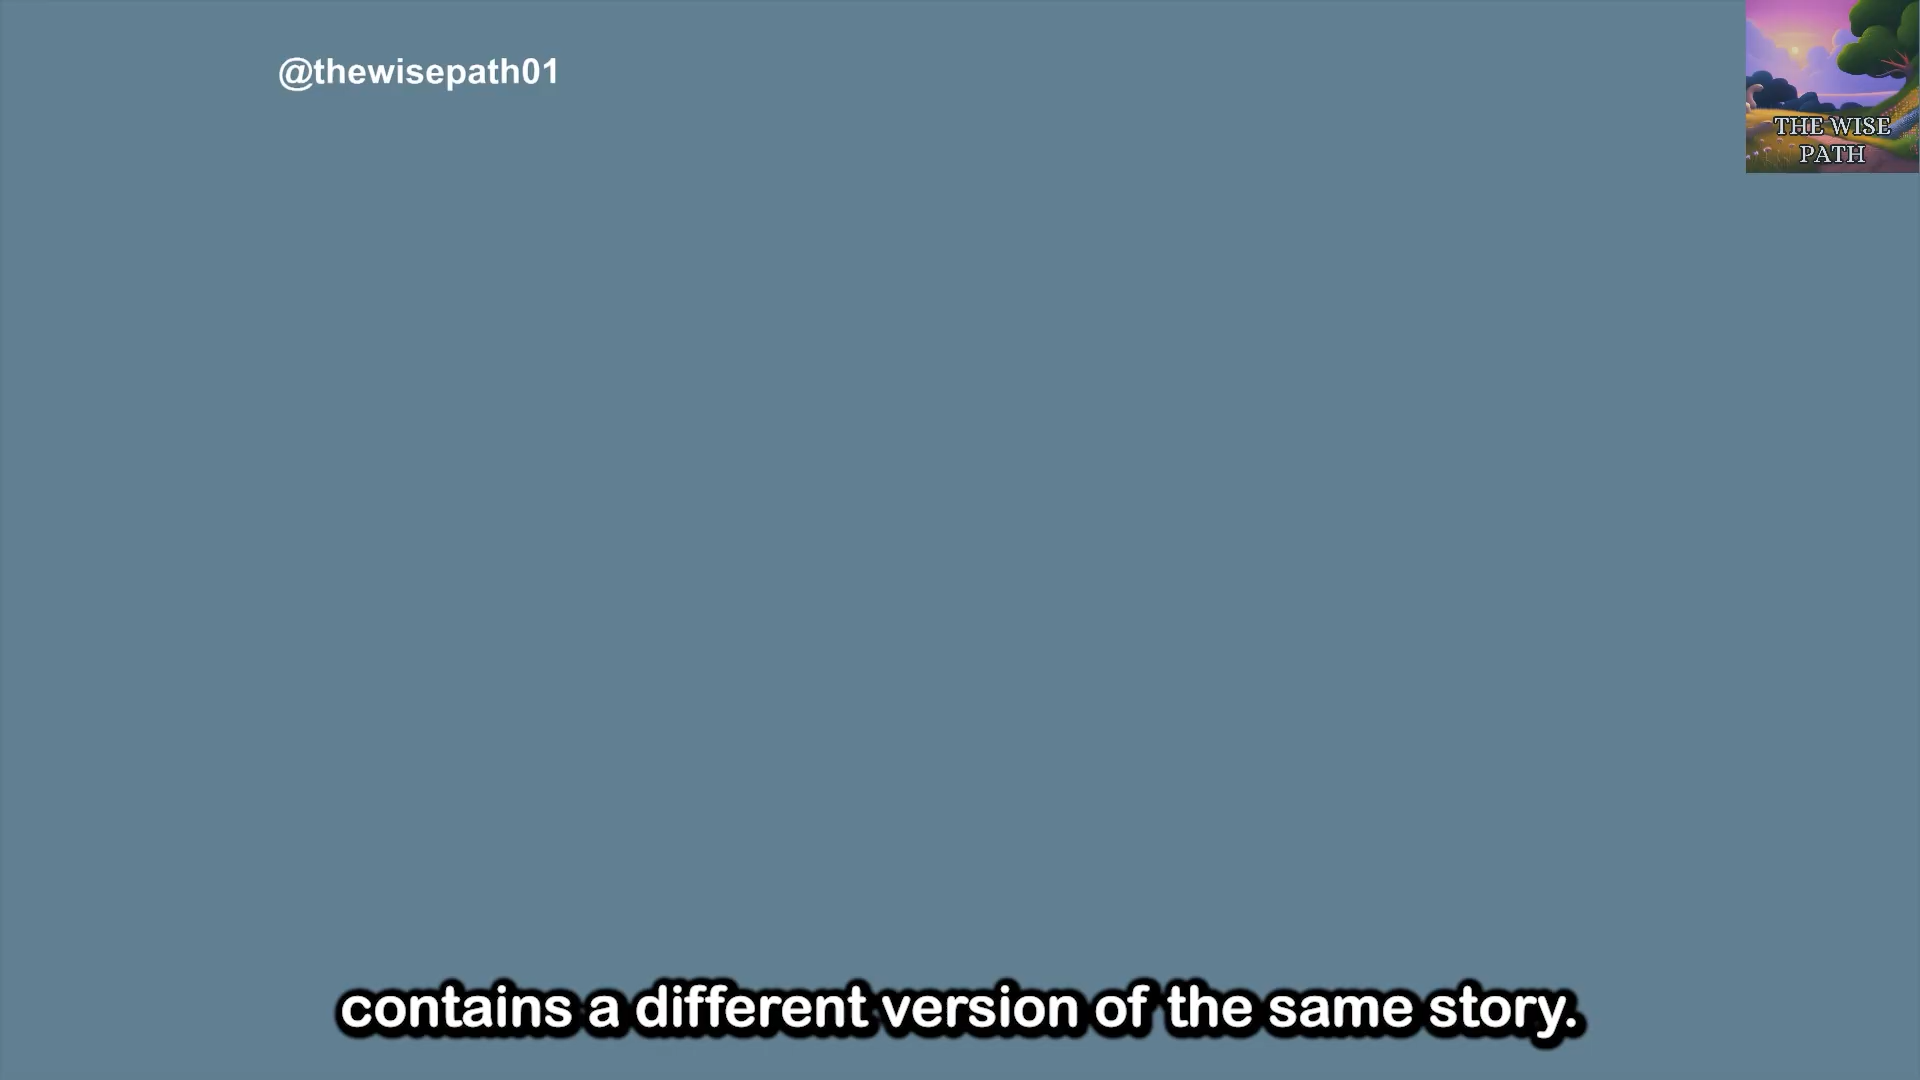 @thewisepath01
THE WISE
PATH
contains a different version of the same story.